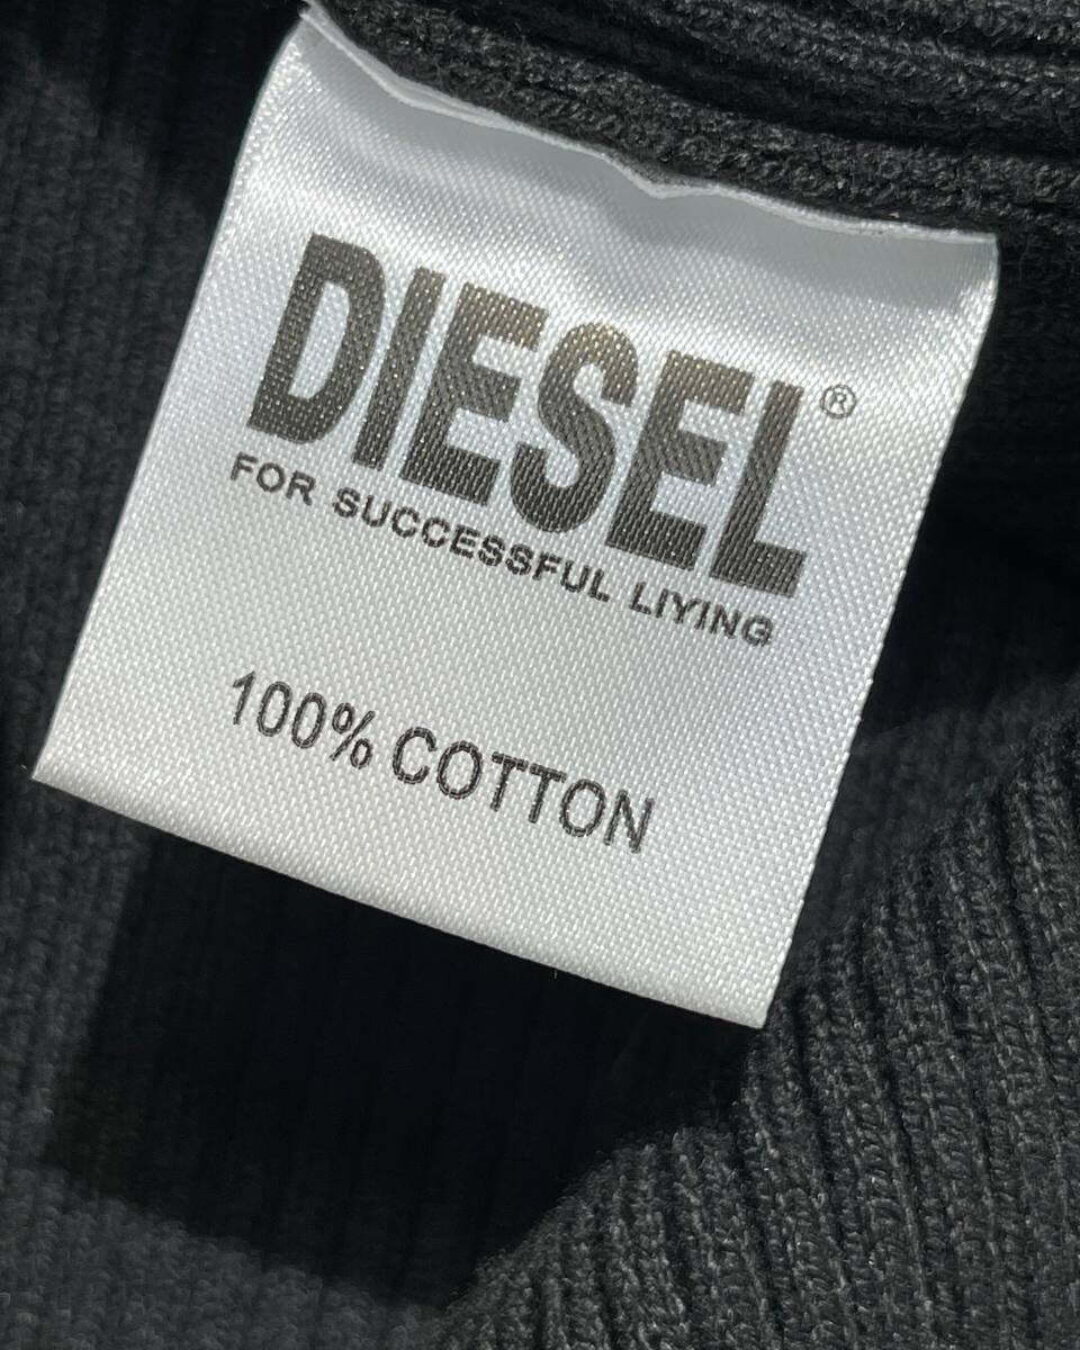 DIESEL®
FOR SUCCESSFUL LIYING
100% COTTON